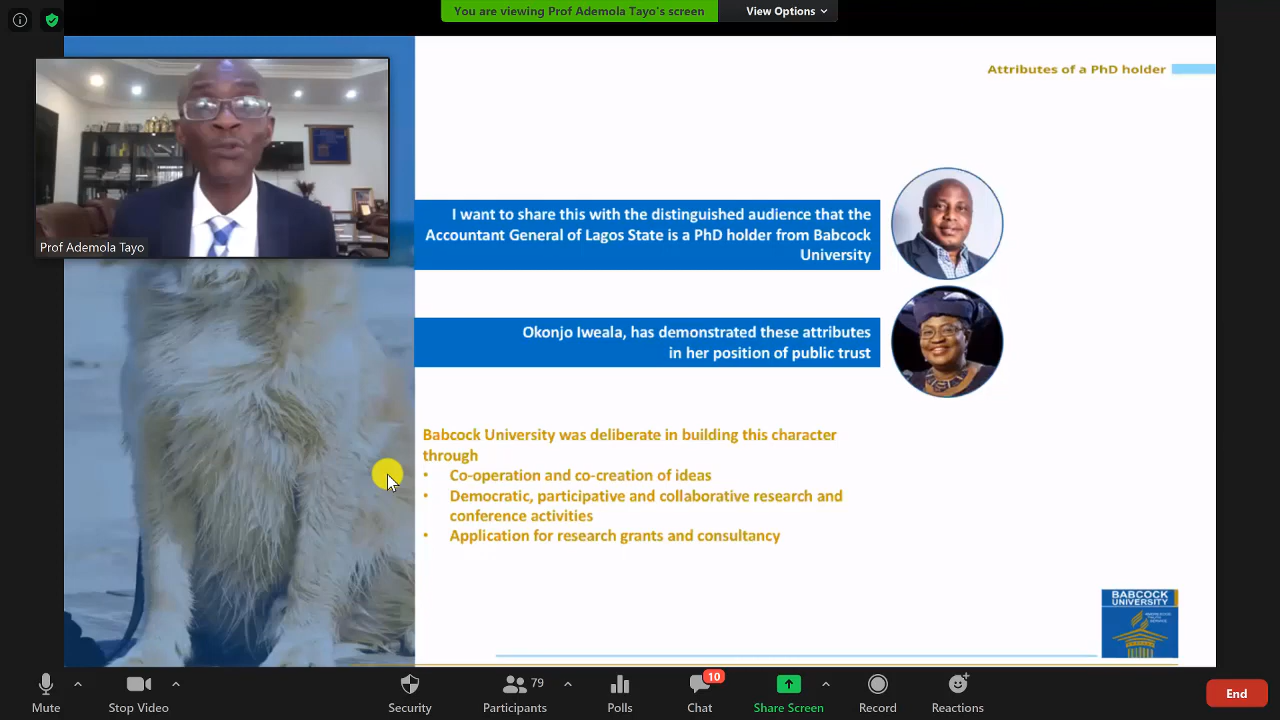 You are viewing Prof Ademola Tayo's screen
View Options
Attributes of a PhD holder
Prof Ademola Tayo
I want to share this with the distinguished audience that the
Accountant General of Lagos State is a PhD holder from Babcock
University
Okonjo Iweala, has demonstrated these attributes
in her position of public trust
Babcock University was deliberate in building this character
through
• Co-operation and co-creation of ideas
• Democratic, participative and collaborative research and
conference activities
• Application for research grants and consultancy
BABCOCK
UNIVERSITY
Mute
Stop Video
Security
79
Participants
Polls
10
Chat
Share Screen
Record
Reactions
End